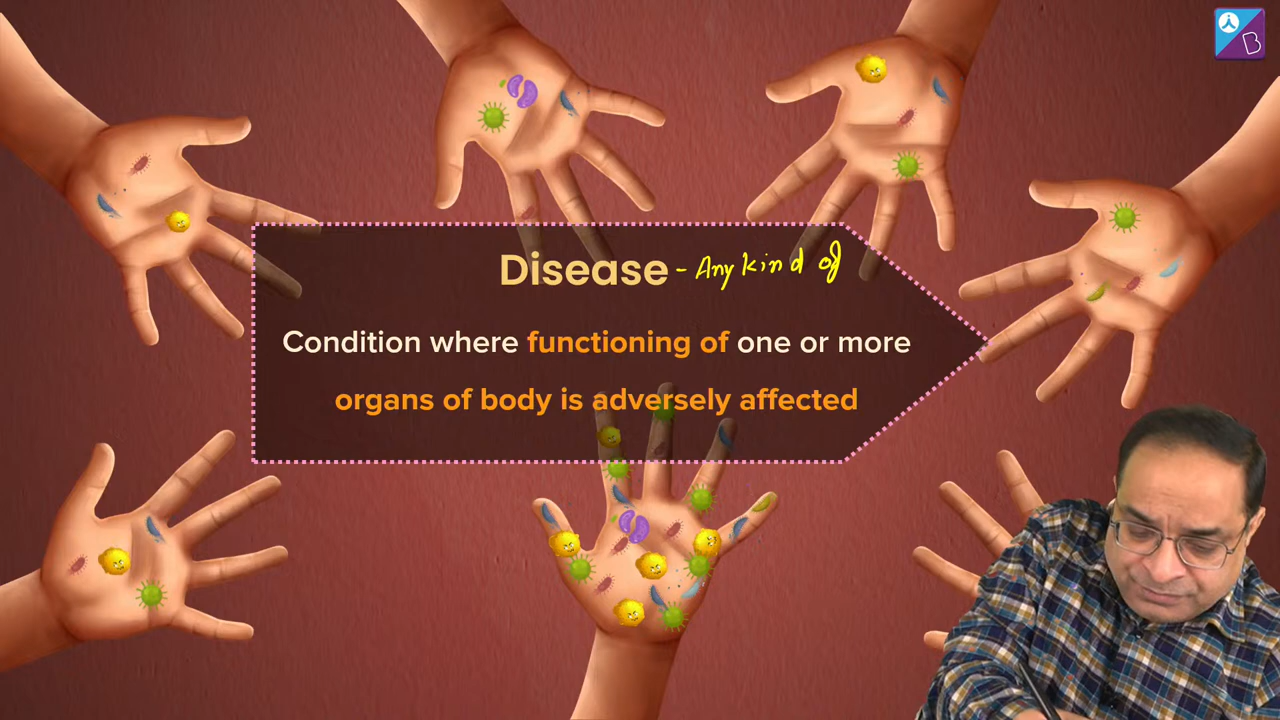 Disease - Any kind of
Condition where functioning of one or more
organs of body is adversely affected
B